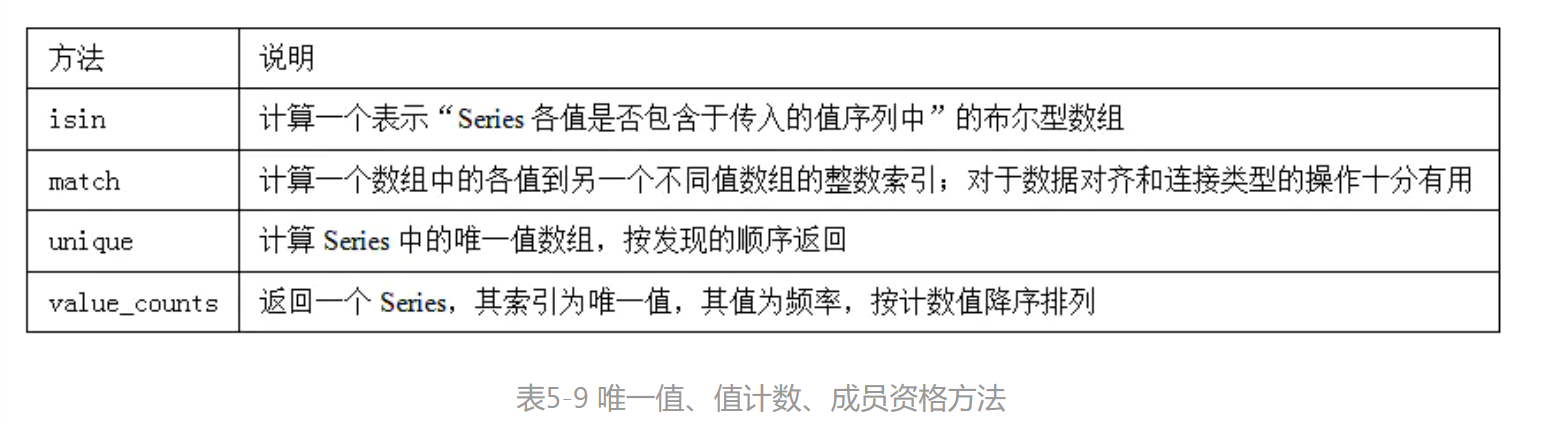 方法 说明
isin 计算一个表示“Series 各值是否包含于传入的值序列中”的布尔型数组
match 计算一个数组中的各值到另一个不同值数组的整数索引；对于数据对齐和连接类型的操作十分有用
unique 计算 Series 中的唯一值数组，按发现的顺序返回
value_counts 返回一个 Series，其索引为唯一值，其值为频率，按计数值降序排列
表5-9 唯一值、值计数、成员资格方法